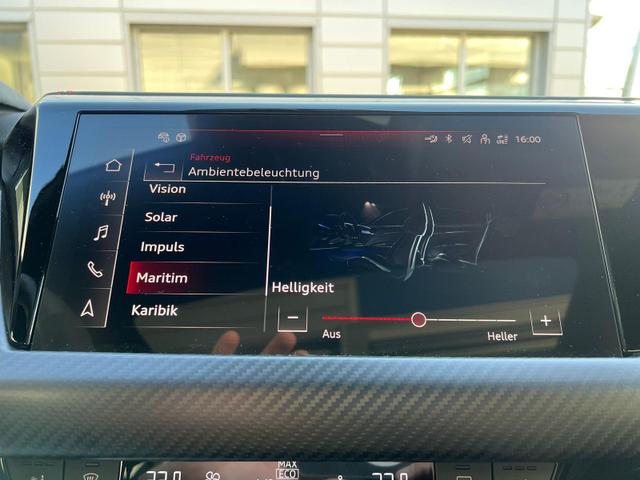 16:00
Fahrzeug
Ambientebeleuchtung
Vision
Solar
Impuls
Maritim
Karibik
Helligkeit
− +
Aus Heller
MAX
ECO